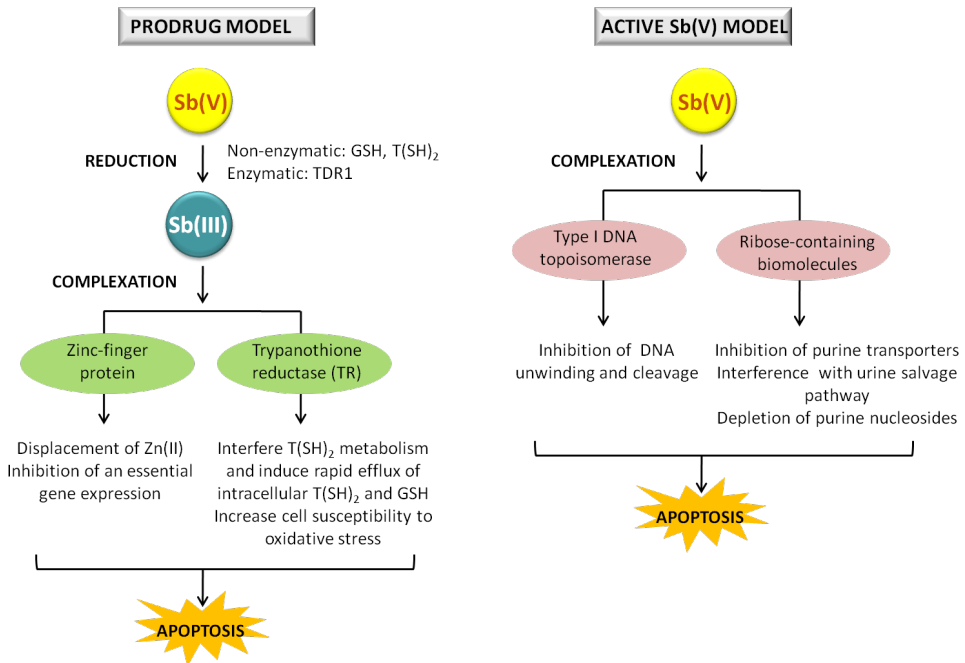 PRODRUG MODEL
Sb(V)
REDUCTION
Non-enzymatic: GSH, T(SH)₂
Enzymatic: TDR1
Sb(III)
COMPLEXATION
Zinc-finger
protein
Trypanothione
reductase (TR)
Displacement of Zn(II)
Inhibition of an essential
gene expression
Interfere T(SH)₂ metabolism
and induce rapid efflux of
intracellular T(SH)₂ and GSH
Increase cell susceptibility to
oxidative stress
APOPTOSIS
ACTIVE Sb(V) MODEL
Sb(V)
COMPLEXATION
Type I DNA
topoisomerase
Ribose-containing
biomolecules
Inhibition of DNA
unwinding and cleavage
Inhibition of purine transporters
Interference with urine salvage
pathway
Depletion of purine nucleosides
APOPTOSIS